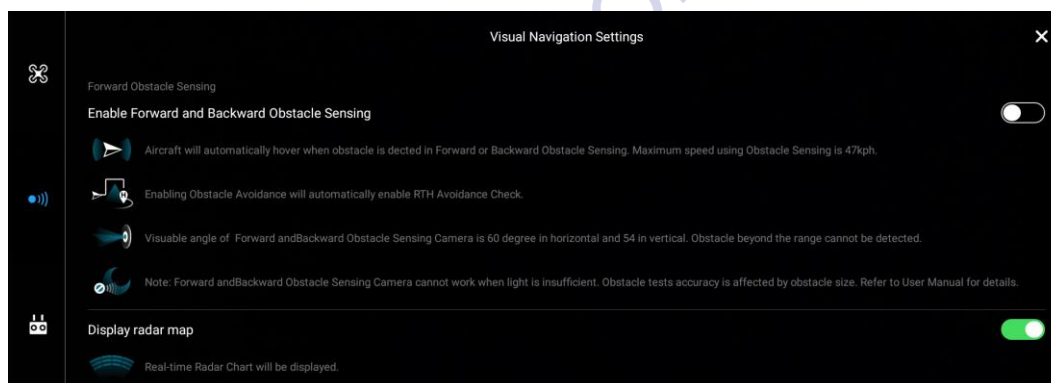 Visual Navigation Settings
Forward Obstacle Sensing
Enable Forward and Backward Obstacle Sensing
Aircraft will automatically hover when obstacle is dected in Forward or Backward Obstacle Sensing. Maximum speed using Obstacle Sensing is 47kph.
Enabling Obstacle Avoidance will automatically enable RTH Avoidance Check.
Visuable angle of Forward andBackward Obstacle Sensing Camera is 60 degree in horizontal and 54 in vertical. Obstacle beyond the range cannot be detected.
Note: Forward andBackward Obstacle Sensing Camera cannot work when light is insufficient. Obstacle tests accuracy is affected by obstacle size. Refer to User Manual for details.
Display radar map
Real-time Radar Chart will be displayed.